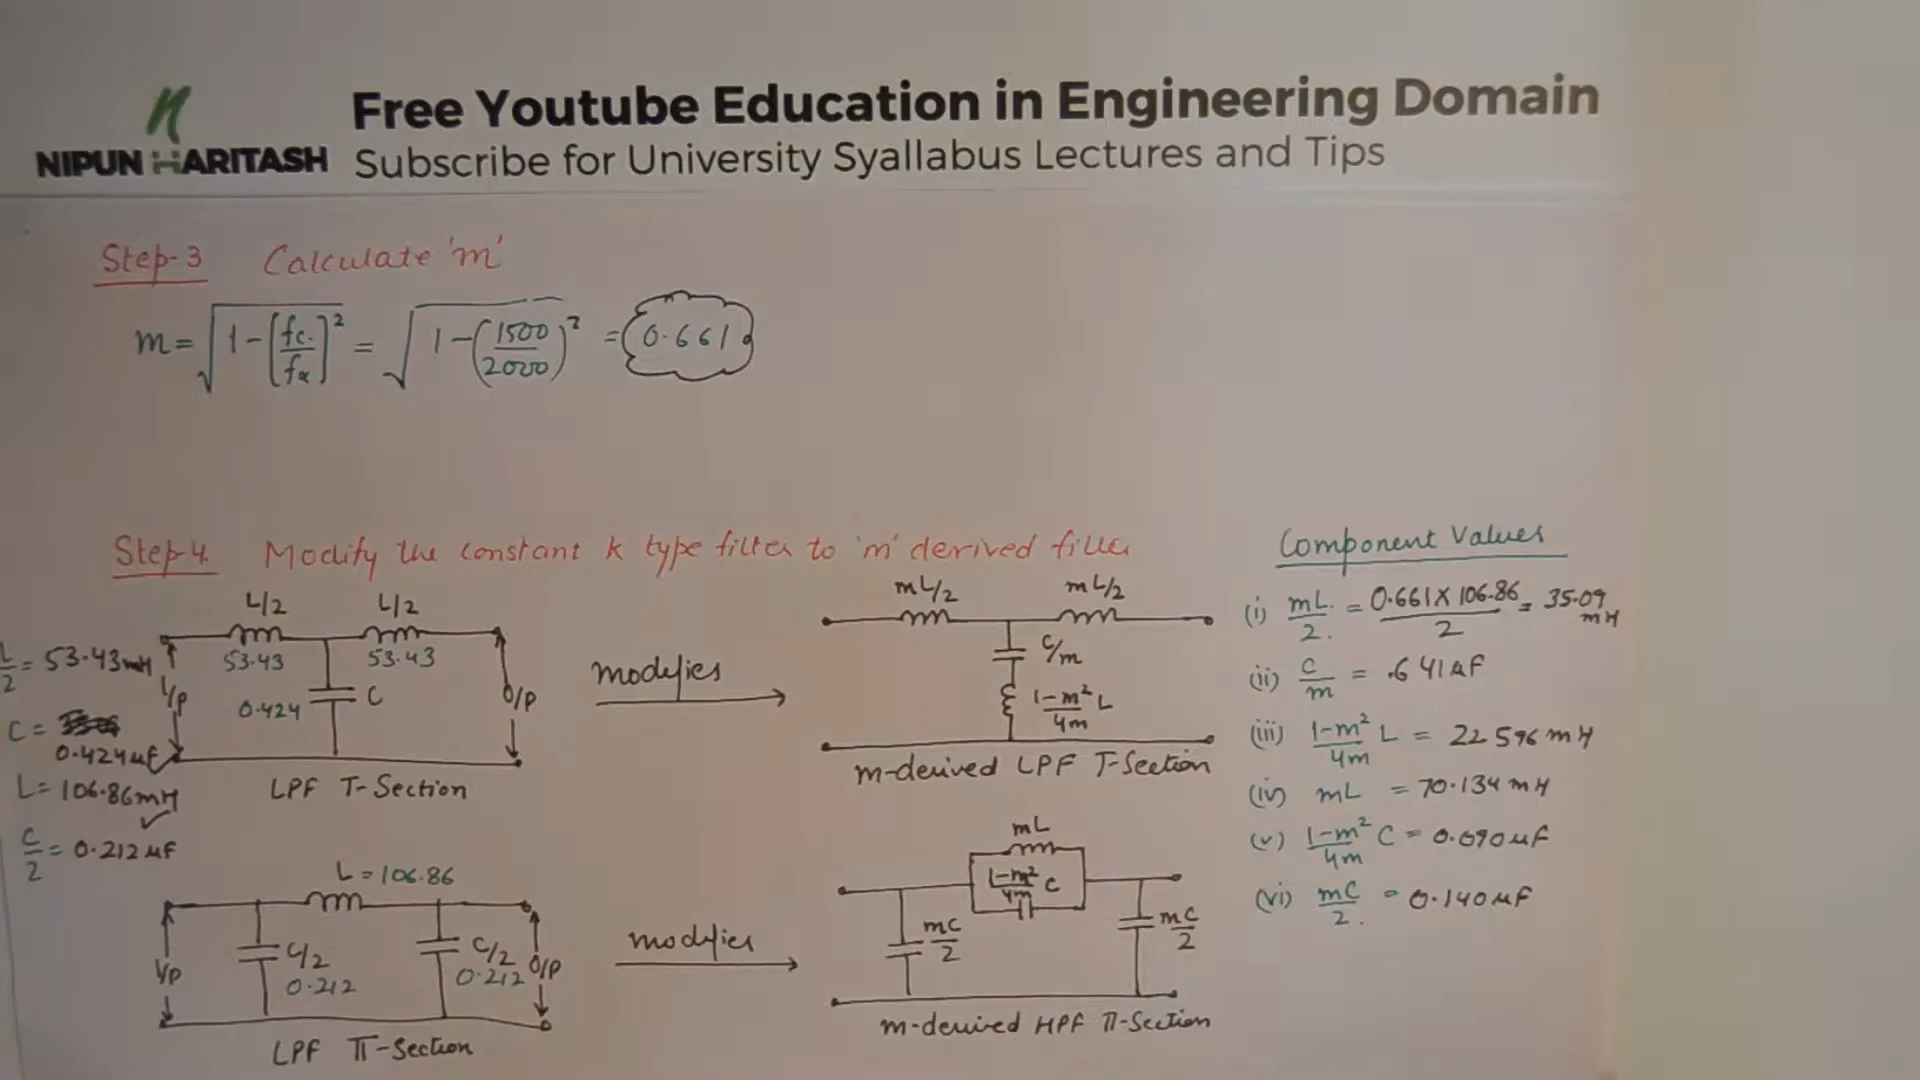 n
NIPUN HARITASH
Free Youtube Education in Engineering Domain
Subscribe for University Syallabus Lectures and Tips
Step-3 Calculate 'm'
m = √(1-[fc/fα]²) = √(1-(1500/2000)²) = 0.661
Step-4. Modify the constant k type filter to 'm' derived filter
L/2 L/2
53.43 53.43
L/2 = 53.43mH
I/p
0.424 C
O/p
C =
0.424μf
L = 106.86mH
C/2 = 0.212μF
LPF T-Section
modifies
mL/2 mL/2
C/m
1-m²/4m L
m-derived LPF T-Section
L = 106.86
I/p
C/2
0.212
C/2
0.212
O/p
LPF π-Section
modifies
mL
1-m²/4m C
mC/2
mC/2
m-derived HPF π-Section
Component Values
(i) mL/2. = 0.661 X 106.86/2 = 35.09 mH
(ii) C/m = .641μF
(iii) 1-m²/4m L = 22.596 mH
(iv) mL = 70.134 mH
(v) 1-m²/4m C = 0.090μF
(vi) mC/2. = 0.140μF